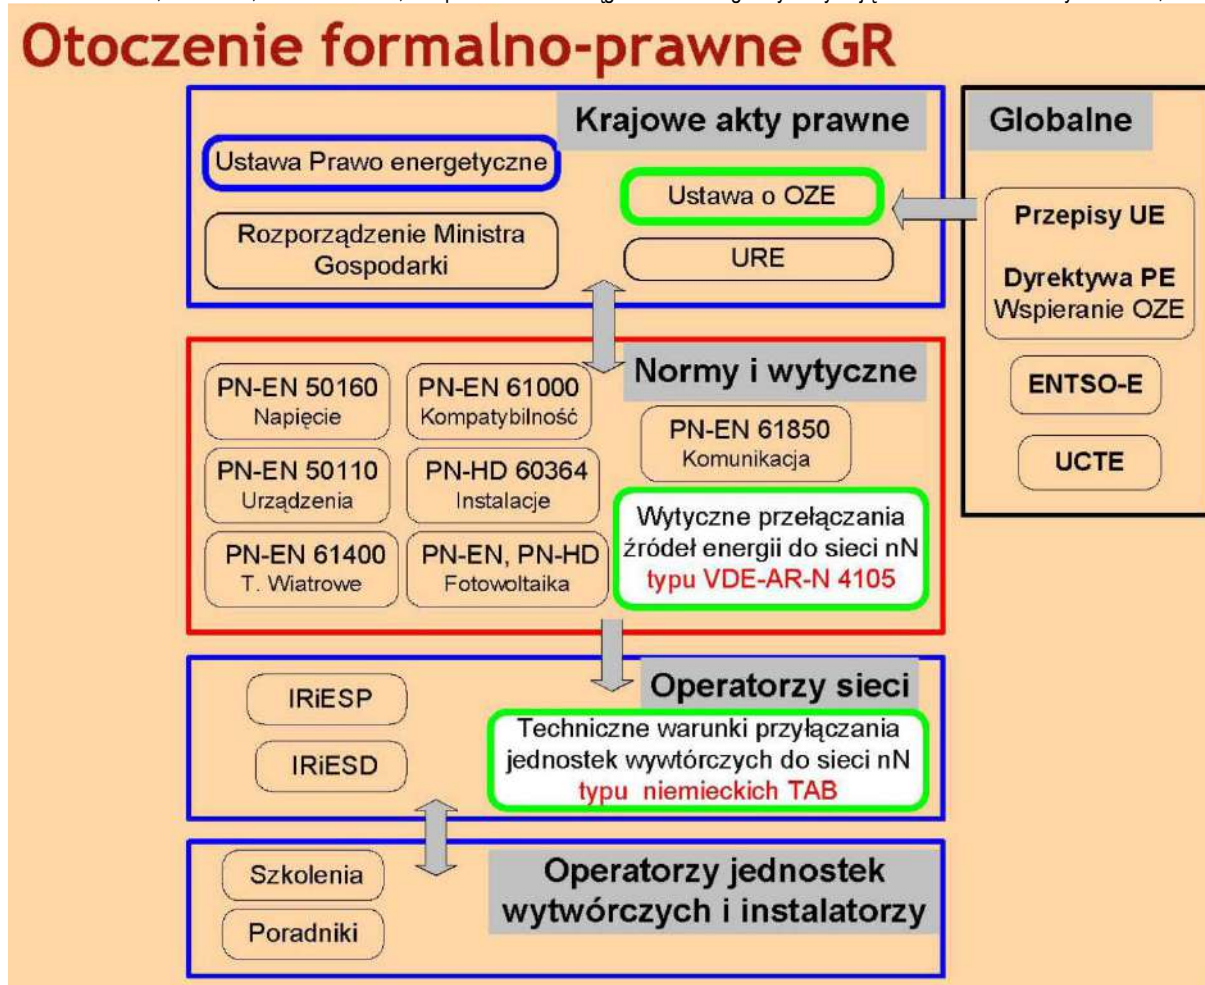 Otoczenie formalno-prawne GR
Krajowe akty prawne
Ustawa Prawo energetyczne
Ustawa o OZE
Rozporządzenie Ministra
Gospodarki
URE
Globalne
Przepisy UE
Dyrektywa PE
Wspieranie OZE
ENTSO-E
UCTE
Normy i wytyczne
PN-EN 50160
Napięcie
PN-EN 61000
Kompatybilność
PN-EN 61850
Komunikacja
PN-EN 50110
Urządzenia
PN-HD 60364
Instalacje
PN-EN 61400
T. Wiatrowe
PN-EN, PN-HD
Fotowoltaika
Wytyczne przełączania
źródeł energii do sieci nN
typu VDE-AR-N 4105
Operatorzy sieci
IRiESP
IRiESD
Techniczne warunki przyłączania
jednostek wywtórczych do sieci nN
typu niemieckich TAB
Operatorzy jednostek
wytwórczych i instalatorzy
Szkolenia
Poradniki